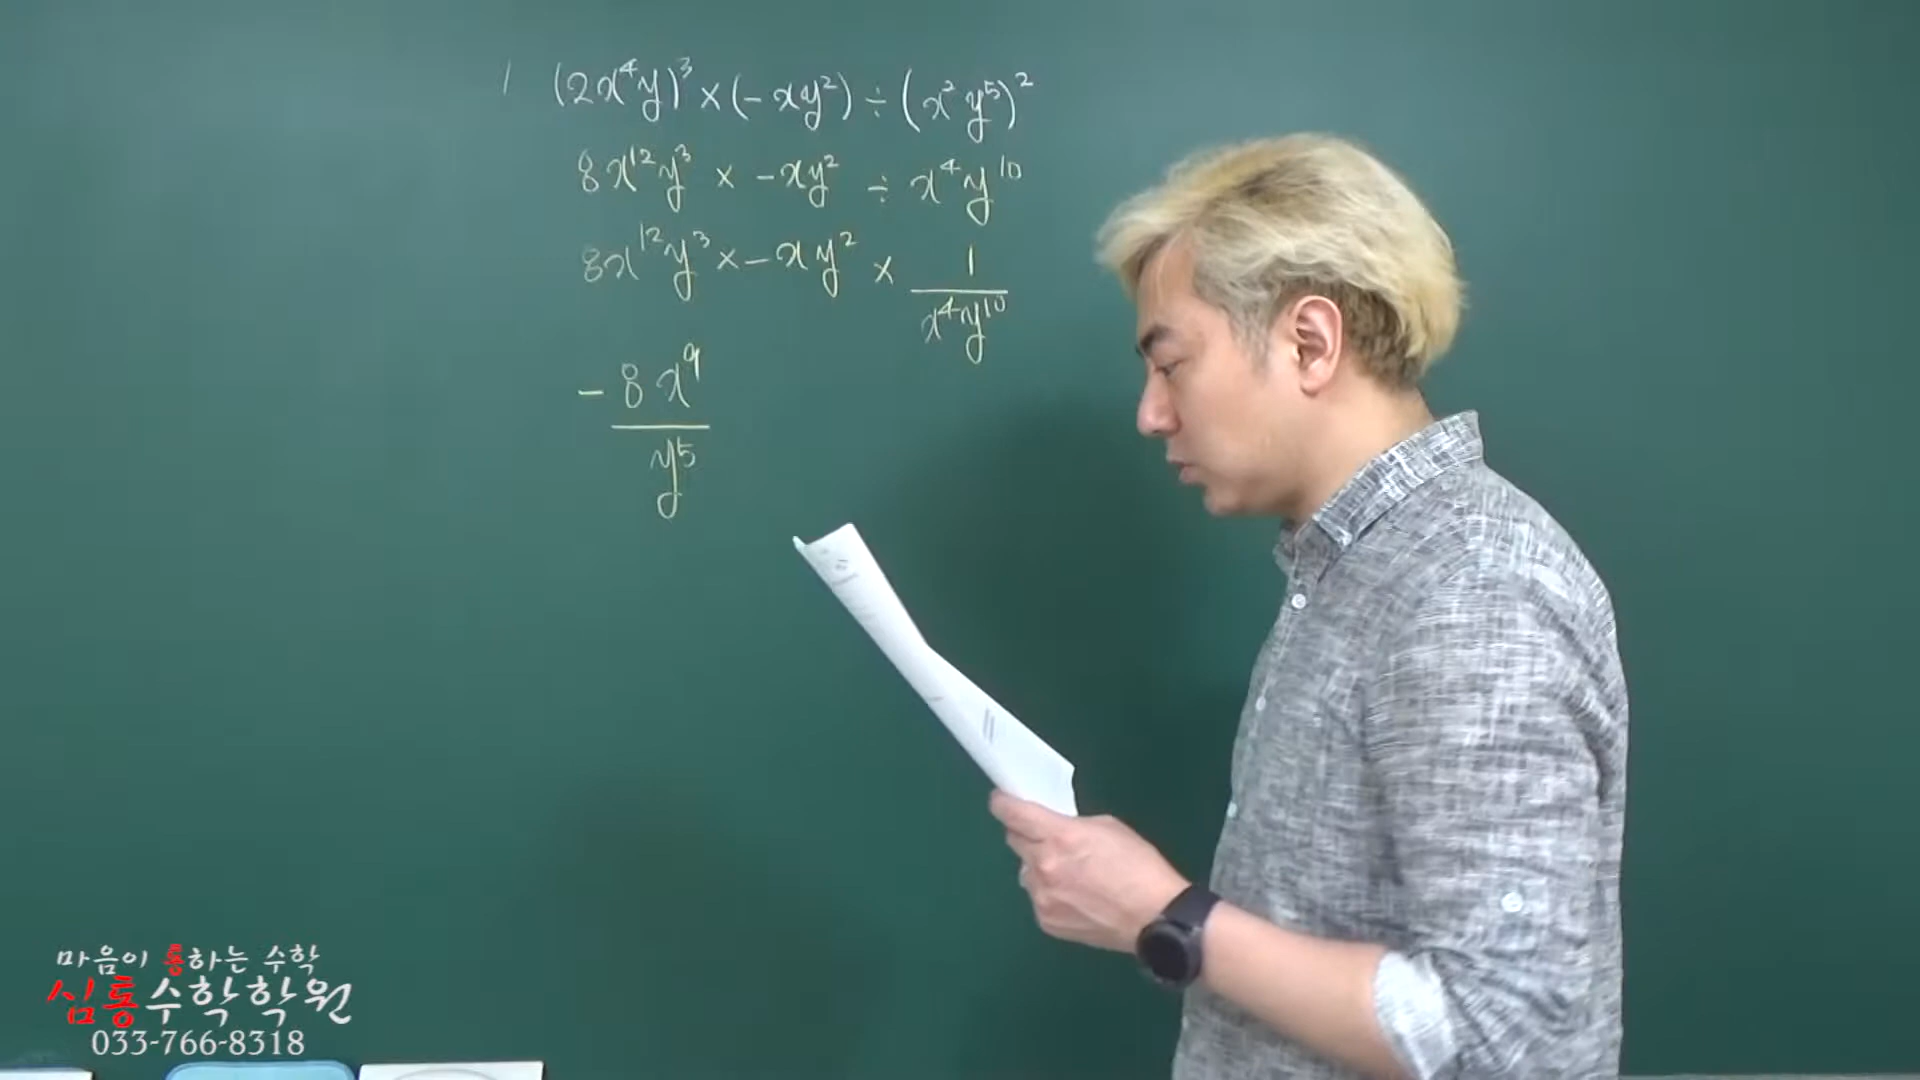 1 (2x⁴y)³ × (-xy²) ÷ (x²y⁵)²
8x¹²y³ × -xy² ÷ x⁴y¹⁰
8x¹²y³ × -xy² × 1/x⁴y¹⁰
- 8x⁹/y⁵
마음이 통하는 수학
심통수학학원
033-766-8318